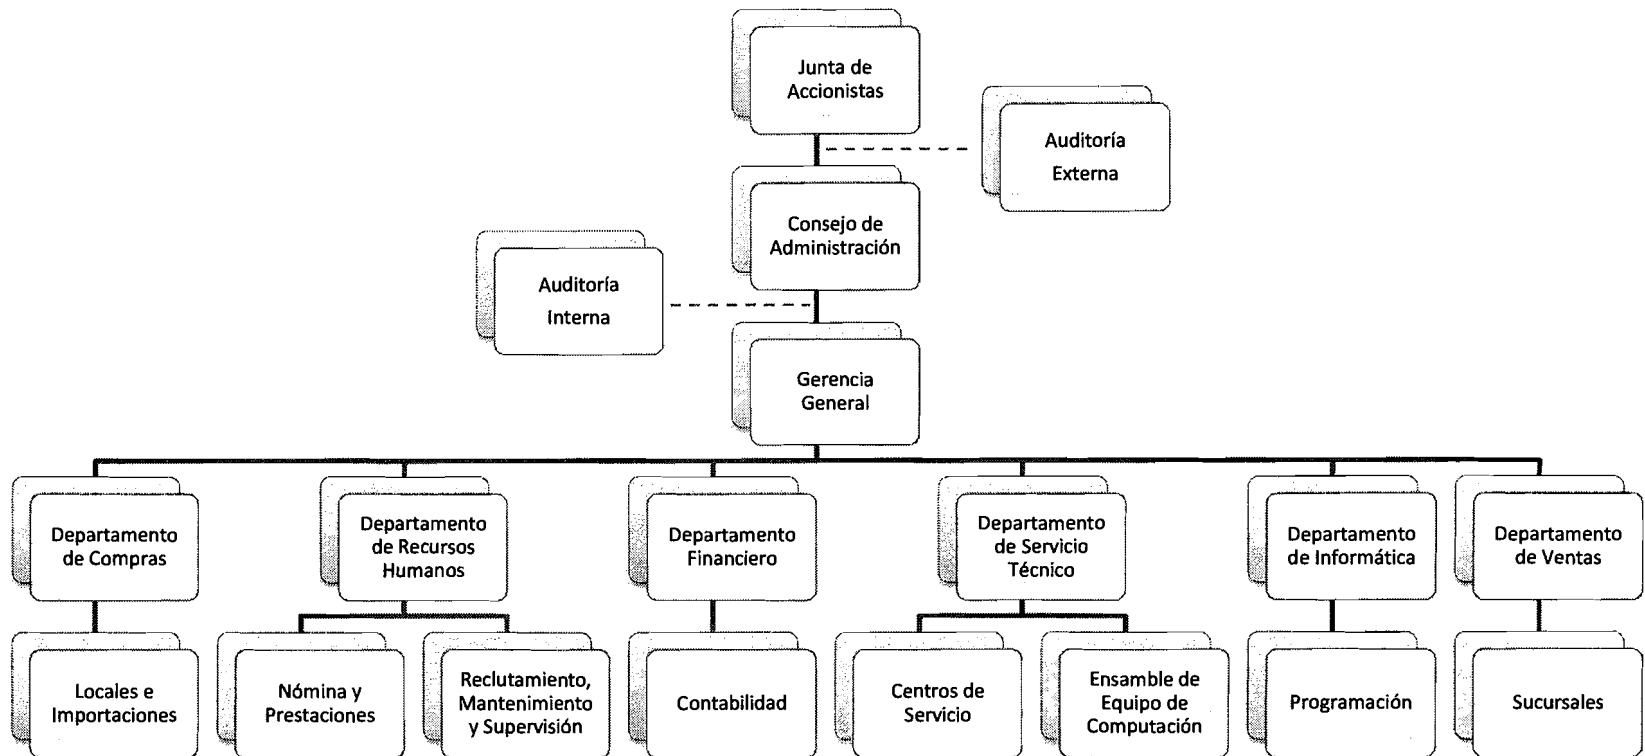 Junta de
Accionistas
Auditoría
Externa
Consejo de
Administración
Auditoría
Interna
Gerencia
General
Departamento
de Compras
Departamento
de Recursos
Humanos
Departamento
Financiero
Departamento
de Servicio
Técnico
Departamento
de Informática
Departamento
de Ventas
Locales e
Importaciones
Nómina y
Prestaciones
Reclutamiento,
Mantenimiento
y Supervisión
Contabilidad
Centros de
Servicio
Ensamble de
Equipo de
Computación
Programación
Sucursales